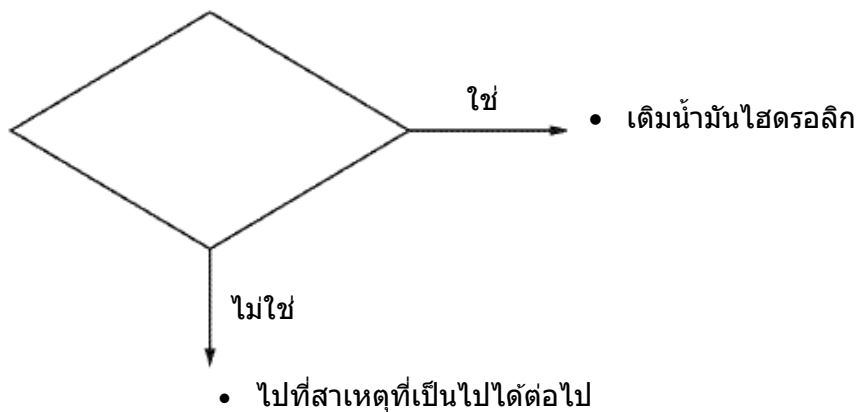 ใช่
• เติมน้ำมันไฮดรอลิก
ไม่ใช่
• ไปที่สาเหตุที่เป็นไปได้ต่อไป